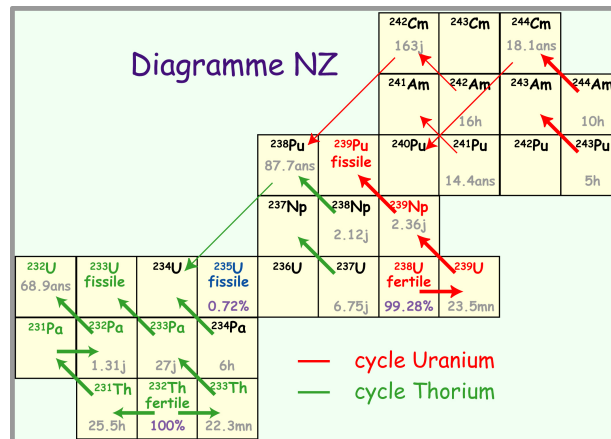 Diagramme NZ
²⁴²Cm ²⁴³Cm ²⁴⁴Cm
163j 18.1ans
²⁴¹Am ²⁴²Am ²⁴³Am ²⁴⁴Am
16h 10h
²³⁸Pu ²³⁹Pu ²⁴⁰Pu ²⁴¹Pu ²⁴²Pu ²⁴³Pu
fissile
87.7ans 14.4ans 5h
²³⁷Np ²³⁸Np ²³⁹Np
2.12j 2.36j
²³²U ²³³U ²³⁴U ²³⁵U ²³⁶U ²³⁷U ²³⁸U ²³⁹U
fissile fissile fertile
68.9ans 0.72% 6.75j 99.28% 23.5mn
²³¹Pa ²³²Pa ²³³Pa ²³⁴Pa
1.31j 27j 6h
²³¹Th ²³²Th ²³³Th
fertile
25.5h 100% 22.3mn
cycle Uranium
cycle Thorium